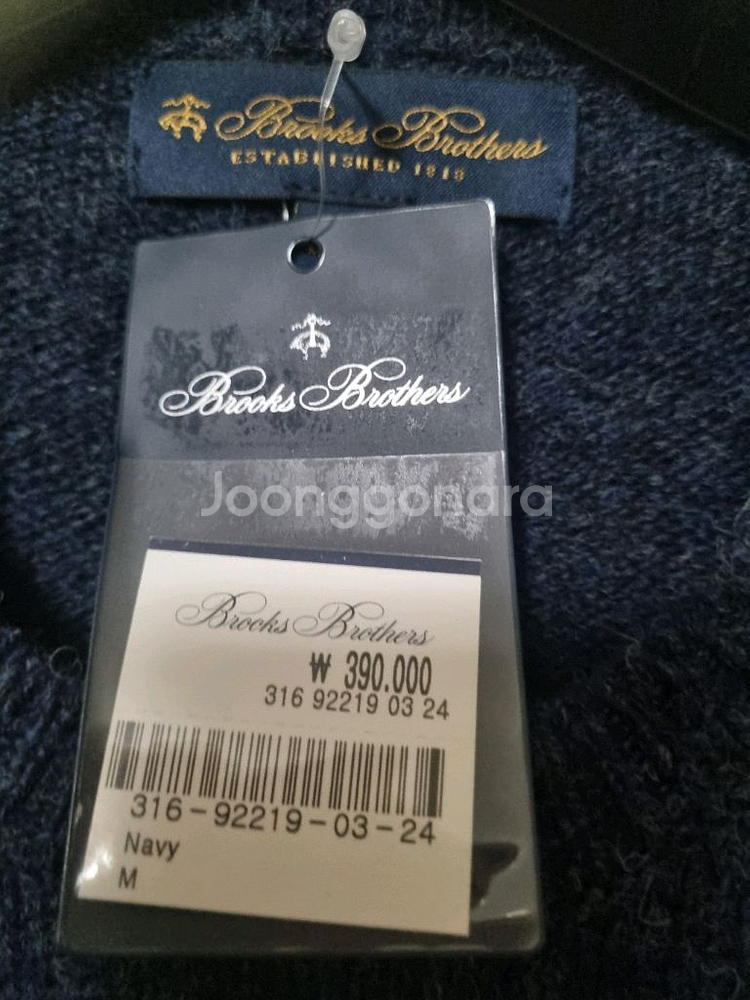 Brooks Brothers
ESTABLISHED 1818
Brooks Brothers
Joonggonara
Brooks Brothers
₩ 390.000
316 92219 03 24
316-92219-03-24
Navy
M